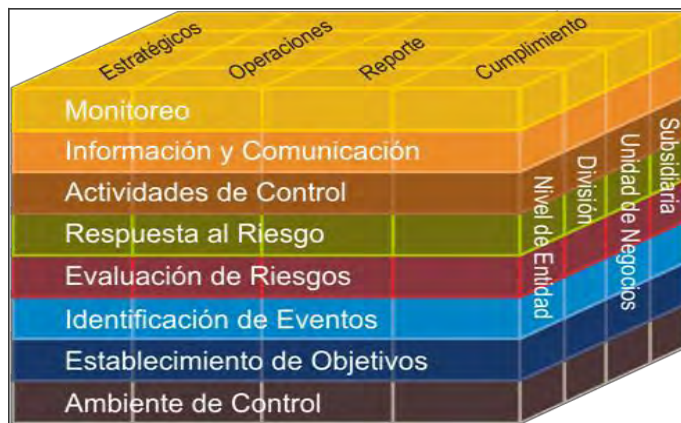 Estratégicos
Operaciones
Reporte
Cumplimiento
Monitoreo
Información y Comunicación
Actividades de Control
Respuesta al Riesgo
Evaluación de Riesgos
Identificación de Eventos
Establecimiento de Objetivos
Ambiente de Control
Nivel de Entidad
División
Unidad de Negocios
Subsidiaria